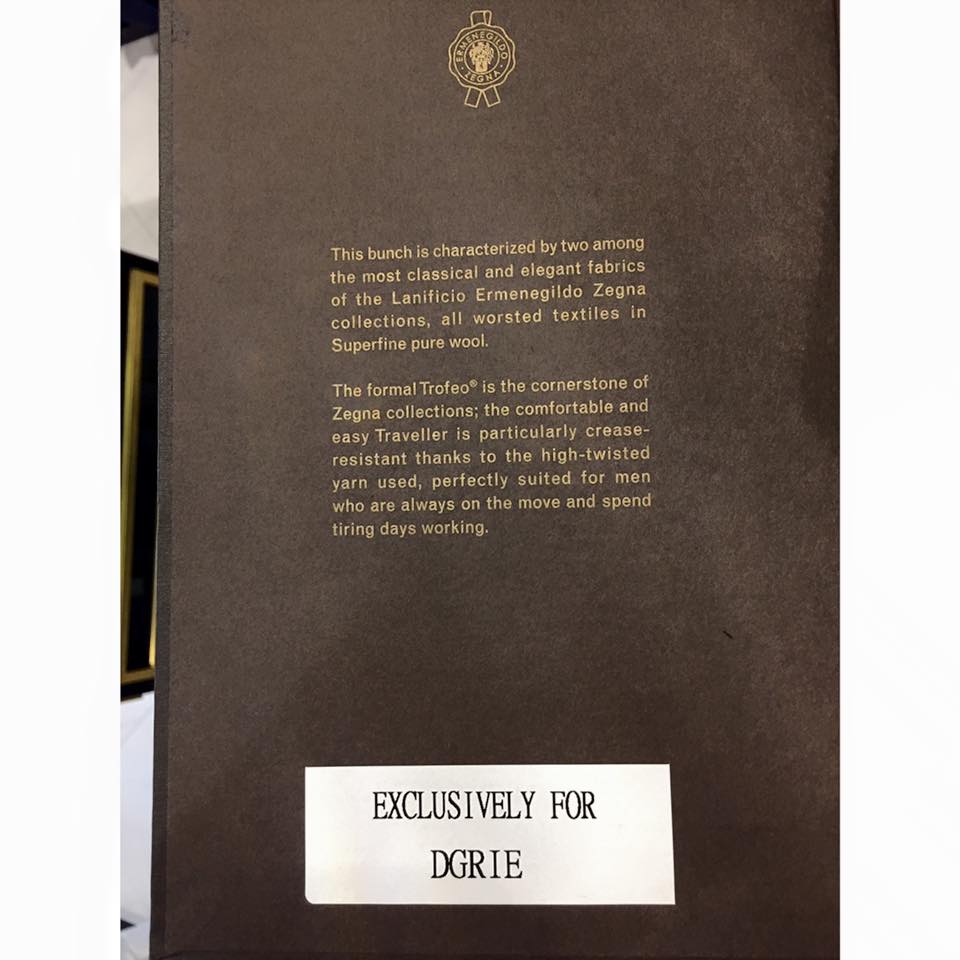 ERMENEGILDO
ZEGNA
This bunch is characterized by two among
the most classical and elegant fabrics
of the Lanificio Ermenegildo Zegna
collections, all worsted textiles in
Superfine pure wool.
The formal Trofeo® is the cornerstone of
Zegna collections; the comfortable and
easy Traveller is particularly crease-
resistant thanks to the high-twisted
yarn used, perfectly suited for men
who are always on the move and spend
tiring days working.
EXCLUSIVELY FOR
DGRIE